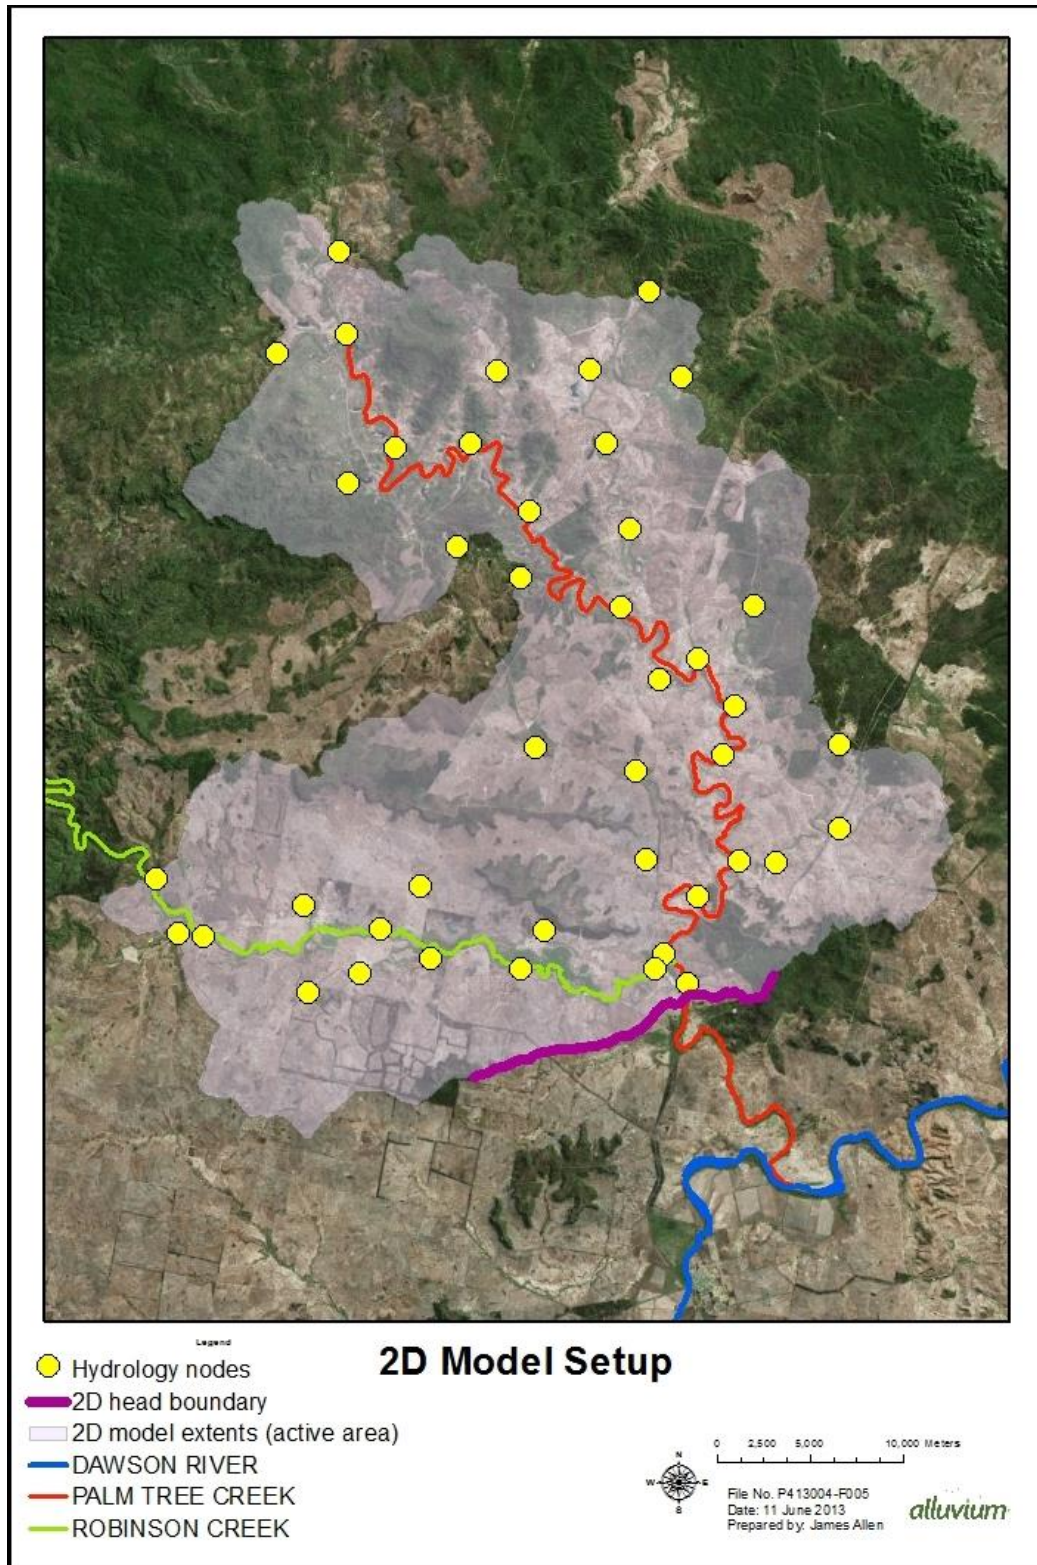 Legend
2D Model Setup
Hydrology nodes
2D head boundary
2D model extents (active area)
DAWSON RIVER
PALM TREE CREEK
ROBINSON CREEK
N
W E
S
0 2,500 5,000 10,000 Meters
File No. P413004-F005
Date: 11 June 2013
Prepared by: James Allen
alluvium